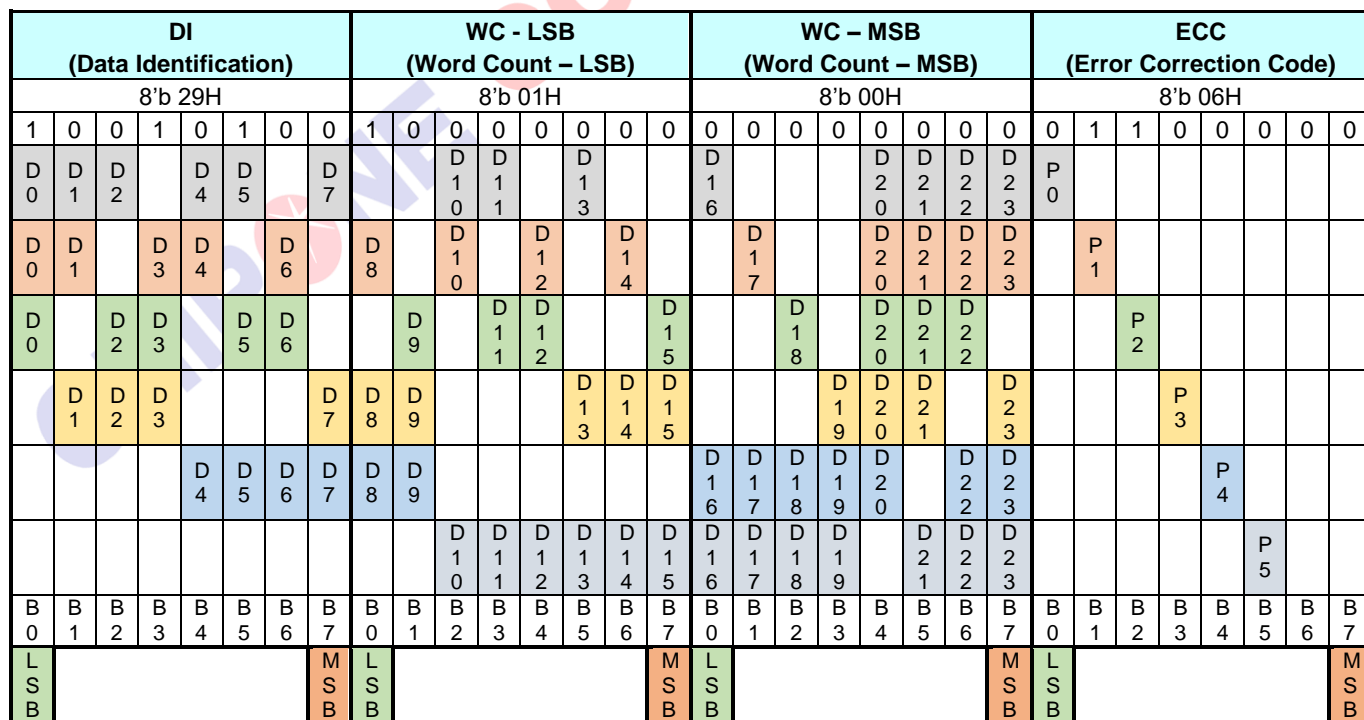 DI WC - LSB WC – MSB ECC
(Data Identification) (Word Count – LSB) (Word Count – MSB) (Error Correction Code)
8’b 29H 8’b 01H 8’b 00H 8’b 06H
1 0 0 1 0 1 0 0 1 0 0 0 0 0 0 0 0 0 0 0 0 0 0 0 0 1 1 0 0 0 0 0
D0 D1 D2 D4 D5 D7 D10 D11 D13 D16 D20 D21 D22 D23 P0
D0 D1 D3 D4 D6 D8 D10 D12 D14 D17 D20 D21 D22 D23 P1
D0 D2 D3 D5 D6 D9 D11 D12 D15 D18 D20 D21 D22 P2
D1 D2 D3 D7 D8 D9 D13 D14 D15 D19 D20 D21 D23 P3
D4 D5 D6 D7 D8 D9 D16 D17 D18 D19 D20 D22 D23 P4
D10 D11 D12 D13 D14 D15 D16 D17 D18 D19 D21 D22 D23 P5
B0 B1 B2 B3 B4 B5 B6 B7 B0 B1 B2 B3 B4 B5 B6 B7 B0 B1 B2 B3 B4 B5 B6 B7 B0 B1 B2 B3 B4 B5 B6 B7
LSB MSB LSB MSB LSB MSB LSB MSB
CHIPONE